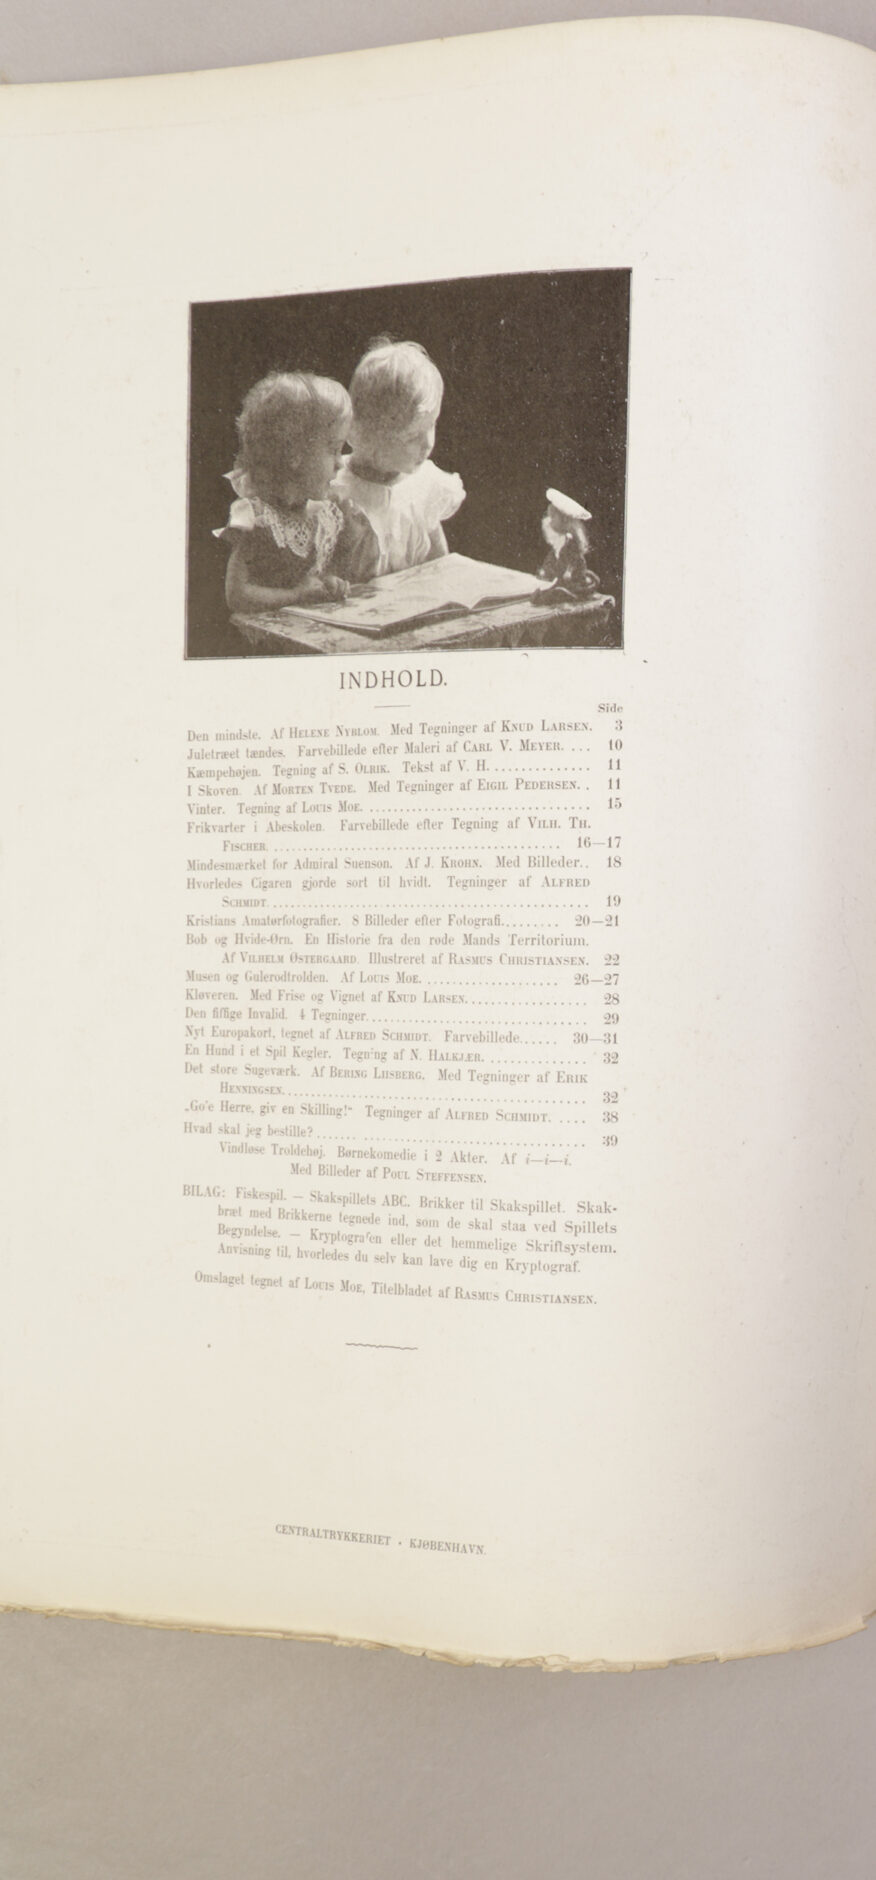 INDHOLD.
Side
Den mindste. Af Helene Nyblom. Med Tegninger af Knud Larsen. 3
Juletræet tændes. Farvebillede efter Maleri af Carl V. Meyer. ... 10
Kæmpehøjen. Tegning af S. Olrik. Tekst af V. H. .............. 11
I Skoven. Af Morten Tvede. Med Tegninger af Eigil Pedersen. . 11
Vinter. Tegning af Louis Moe. ................................ 15
Frikvarter i Abeskolen. Farvebillede efter Tegning af Vilh. Th.
Fischer. ............................................. 16—17
Mindesmærket for Admiral Suenson. Af J. Krohn. Med Billeder.. 18
Hvorledes Cigaren gjorde sort til hvidt. Tegninger af Alfred
Schmidt. ............................................. 19
Kristians Amatørfotografier. 8 Billeder efter Fotografi. ........ 20—21
Bob og Hvide-Ørn. En Historie fra den røde Mands Territorium.
Af Vilhelm Østergaard. Illustreret af Rasmus Christiansen. 22
Musen og Gulerodtrolden. Af Louis Moe. .................... 26—27
Kløveren. Med Frise og Vignet af Knud Larsen. ................. 28
Den fiffige Invalid. 4 Tegninger. ............................... 29
Nyt Europakort, tegnet af Alfred Schmidt. Farvebillede...... 30—31
En Hund i et Spil Kegler. Tegning af N. Halkjær. .............. 32
Det store Sugeværk. Af Bering Liisberg. Med Tegninger af Erik
Henningsen. ........................................... 32
„Go'e Herre, giv en Skilling!“ Tegninger af Alfred Schmidt. .... 38
Hvad skal jeg bestille? ....................................... 39
Vindløse Troldehøj. Børnekomedie i 2 Akter. Af i—i—i.
Med Billeder af Poul Steffensen.
BILAG: Fiskespil. — Skakspillets ABC. Brikker til Skakspillet. Skak-
bræt med Brikkerne tegnede ind, som de skal staa ved Spillets
Begyndelse. — Kryptografen eller det hemmelige Skriftsystem.
Anvisning til, hvorledes du selv kan lave dig en Kryptograf.
Omslaget tegnet af Louis Moe, Titelbladet af Rasmus Christiansen.
CENTRALTRYKKERIET . KJØBENHAVN.